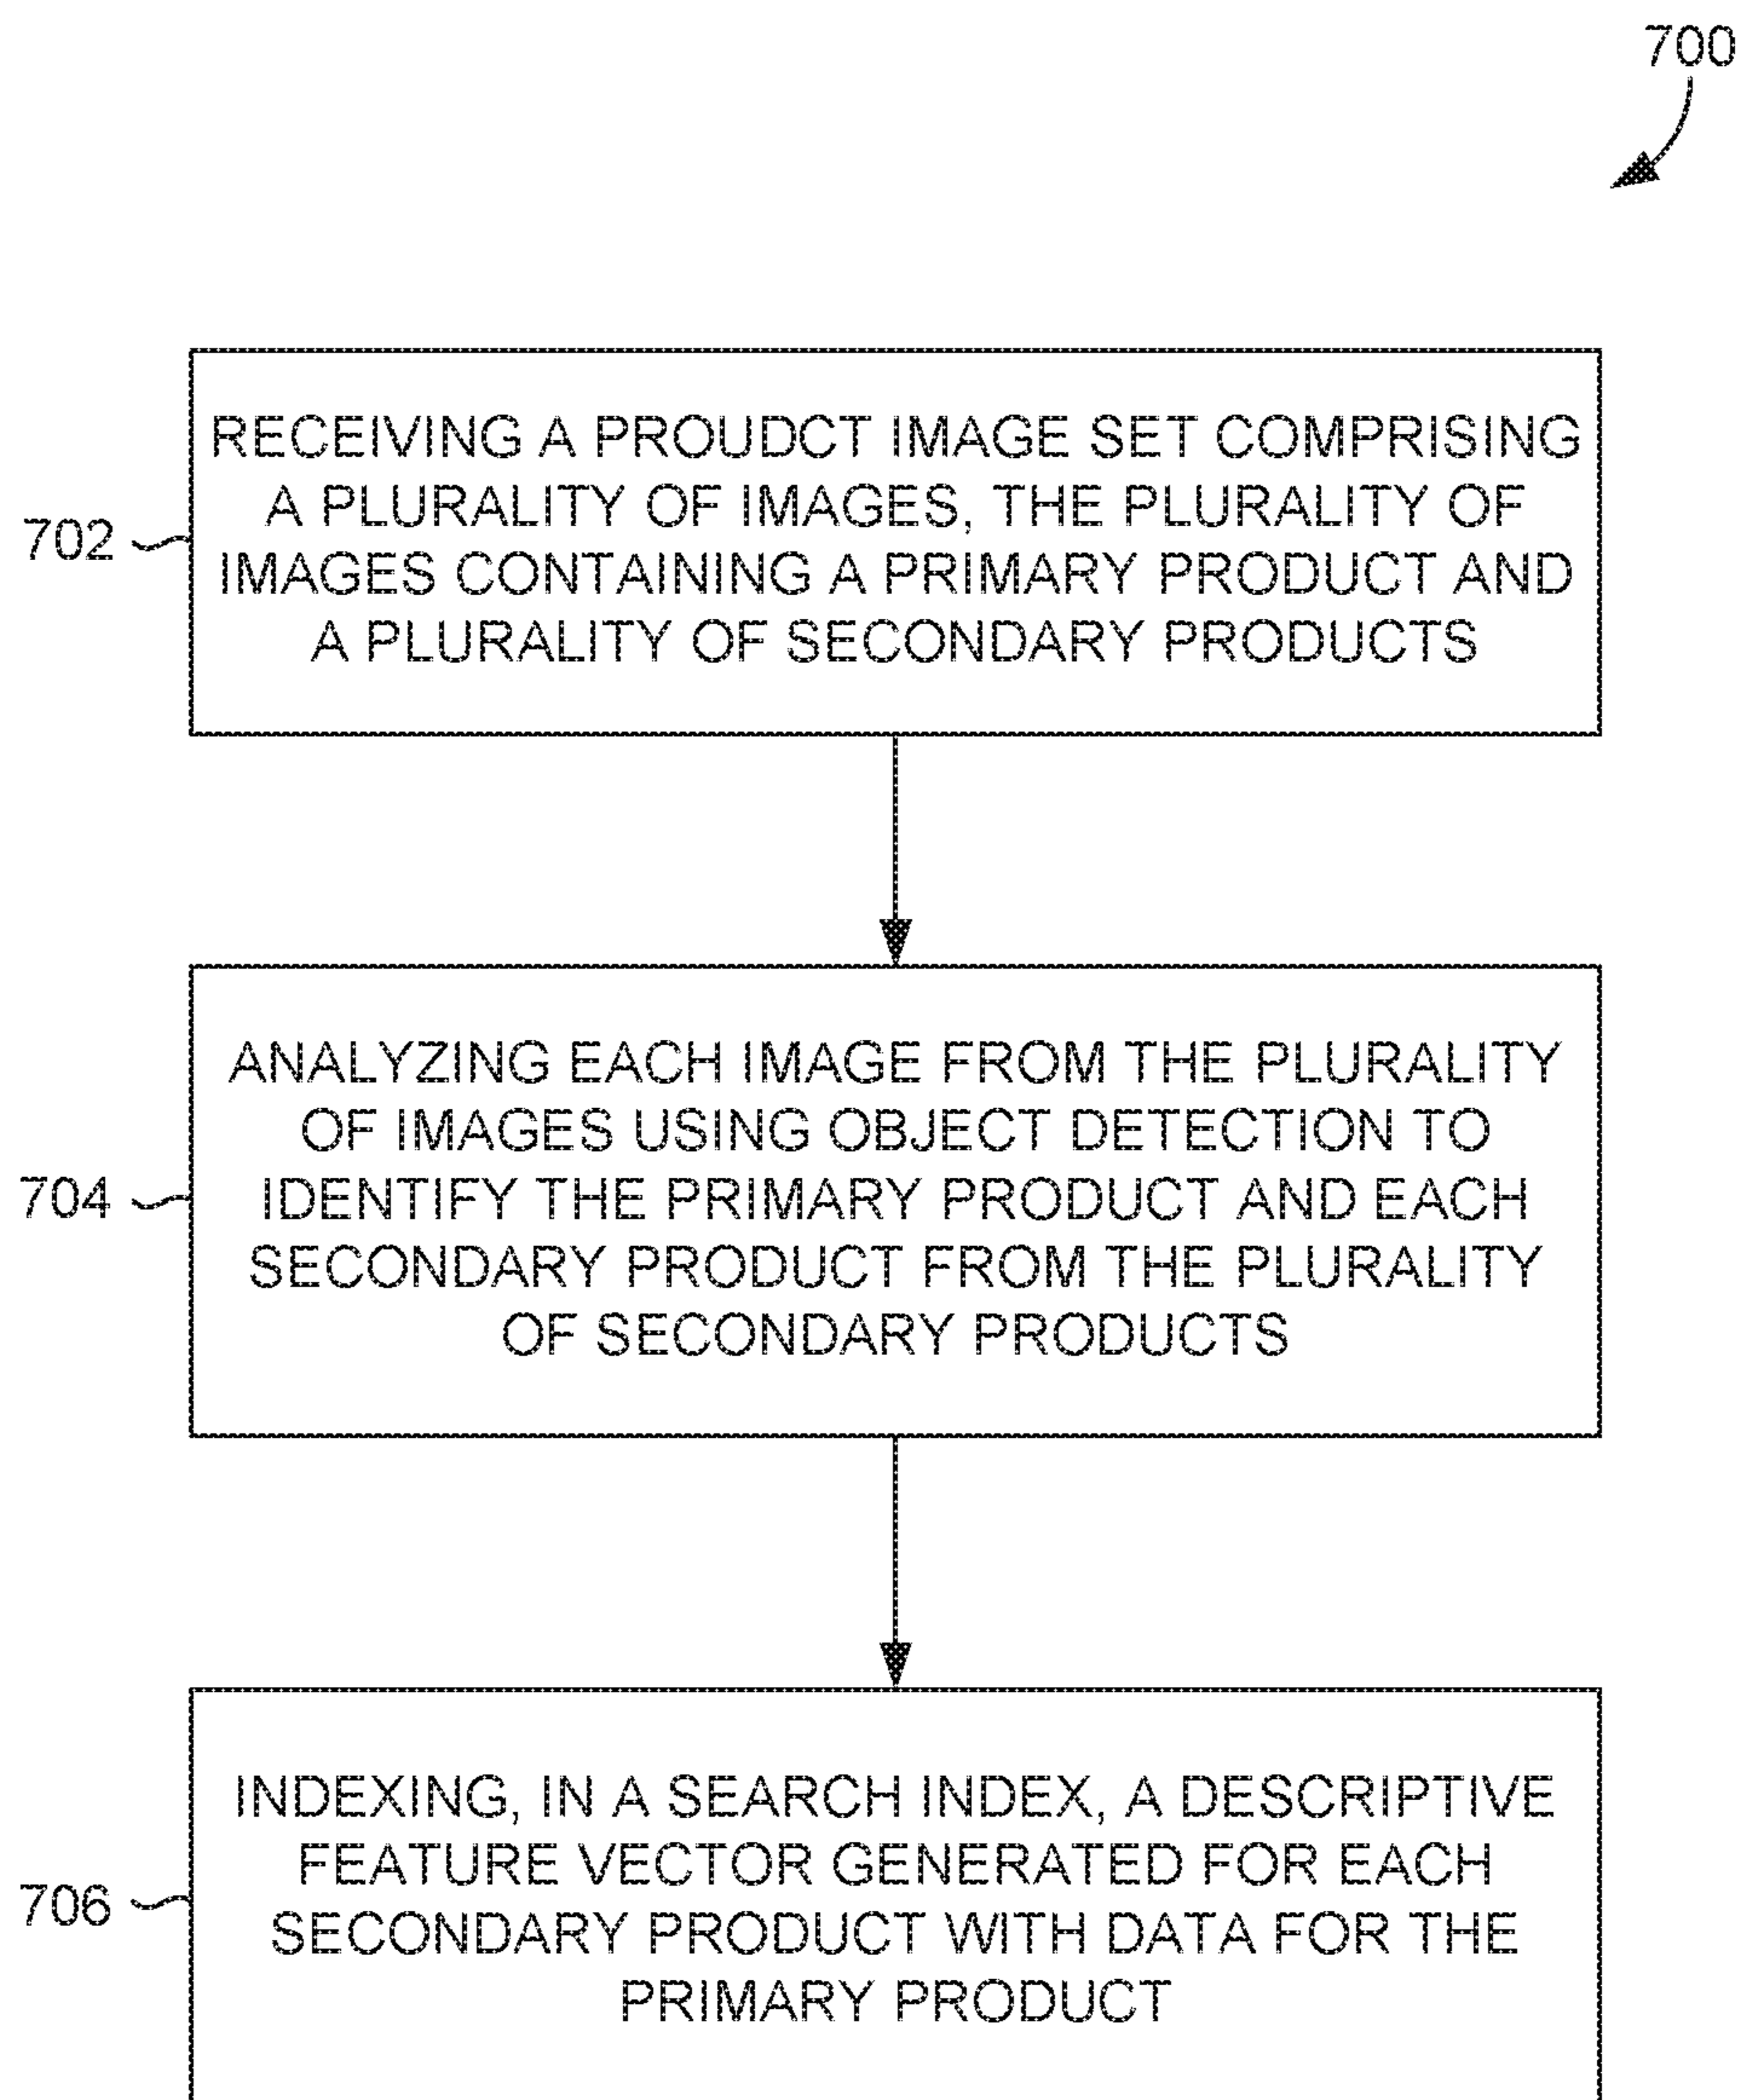 700
RECEIVING A PROUDCT IMAGE SET COMPRISING
A PLURALITY OF IMAGES, THE PLURALITY OF
IMAGES CONTAINING A PRIMARY PRODUCT AND
A PLURALITY OF SECONDARY PRODUCTS
702
ANALYZING EACH IMAGE FROM THE PLURALITY
OF IMAGES USING OBJECT DETECTION TO
IDENTIFY THE PRIMARY PRODUCT AND EACH
SECONDARY PRODUCT FROM THE PLURALITY
OF SECONDARY PRODUCTS
704
INDEXING, IN A SEARCH INDEX, A DESCRIPTIVE
FEATURE VECTOR GENERATED FOR EACH
SECONDARY PRODUCT WITH DATA FOR THE
PRIMARY PRODUCT
706